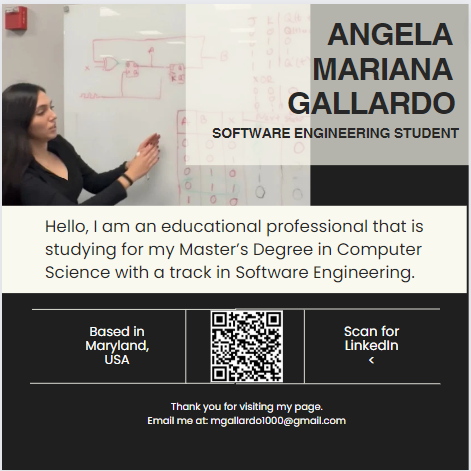 ANGELA
MARIANA
GALLARDO
SOFTWARE ENGINEERING STUDENT
Hello, I am an educational professional that is
studying for my Master's Degree in Computer
Science with a track in Software Engineering.
Based in
Maryland,
USA
Scan for
LinkedIn
<
Thank you for visiting my page.
Email me at: mgallardo1000@gmail.com